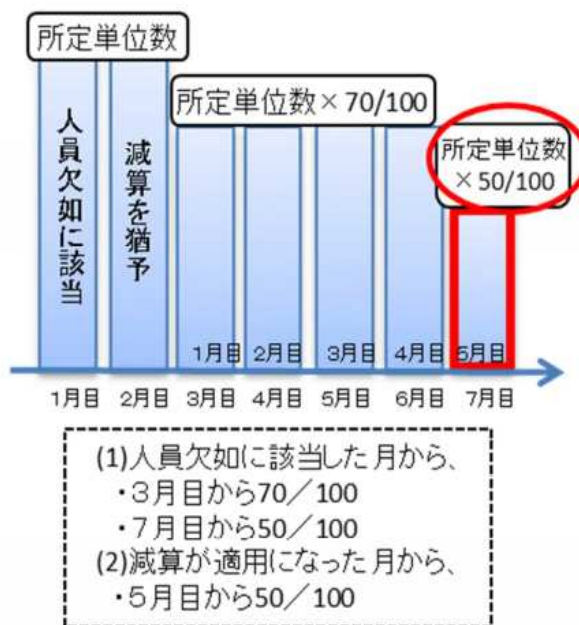 所定単位数
所定単位数×70/100
所定単位数
×50/100
人員欠如に該当
減算を猶予
1月目 2月目 3月目 4月目 5月目
1月目 2月目 3月目 4月目 5月目 6月目 7月目
(1)人員欠如に該当した月から、
・3月目から70／100
・7月目から50／100
(2)減算が適用になった月から、
・5月目から50／100